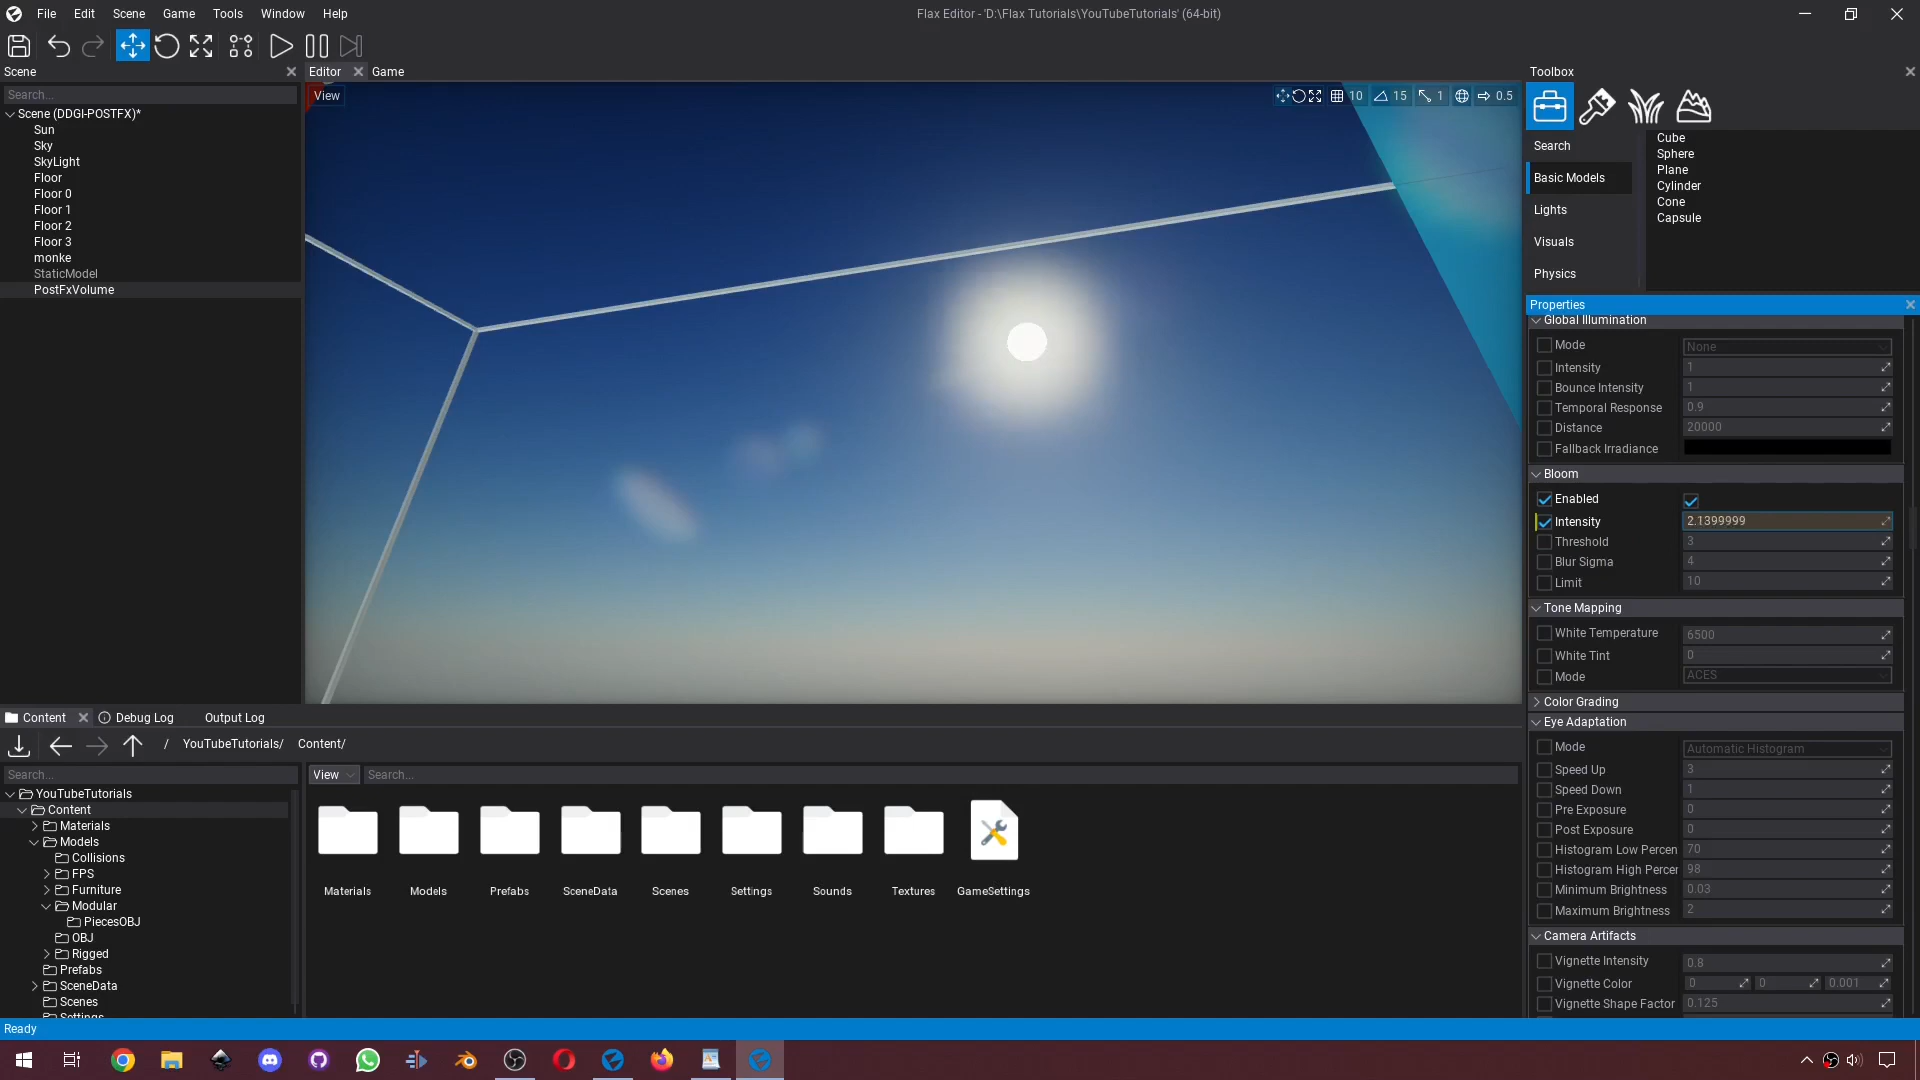 File Edit Scene Game Tools Window Help
Flax Editor - 'D:\Flax Tutorials\YouTubeTutorials' (64-bit)
Scene
Search...
Scene (DDGI-POSTFX)*
Sun
Sky
SkyLight
Floor
Floor 0
Floor 1
Floor 2
Floor 3
monke
StaticModel
PostFxVolume
Editor Game
View
10 15 1 0.5
Toolbox
Search
Basic Models
Lights
Visuals
Physics
Cube
Sphere
Plane
Cylinder
Cone
Capsule
Properties
Global Illumination
Mode None
Intensity 1
Bounce Intensity 1
Temporal Response 0.9
Distance 20000
Fallback Irradiance
Bloom
Enabled
Intensity 2.1399999
Threshold 3
Blur Sigma 4
Limit 10
Tone Mapping
White Temperature 6500
White Tint 0
Mode ACES
Color Grading
Eye Adaptation
Mode Automatic Histogram
Speed Up 3
Speed Down 1
Pre Exposure 0
Post Exposure 0
Histogram Low Percen 70
Histogram High Percer 98
Minimum Brightness 0.03
Maximum Brightness 2
Camera Artifacts
Vignette Intensity 0.8
Vignette Color 0 0 0.001
Vignette Shape Factor 0.125
Content Debug Log Output Log
/ YouTubeTutorials/ Content/
Search...
YouTubeTutorials
Content
Materials
Models
Collisions
FPS
Furniture
Modular
PiecesOBJ
OBJ
Rigged
Prefabs
SceneData
Scenes
Settings
View Search...
Materials Models Prefabs SceneData Scenes Settings Sounds Textures GameSettings
Ready